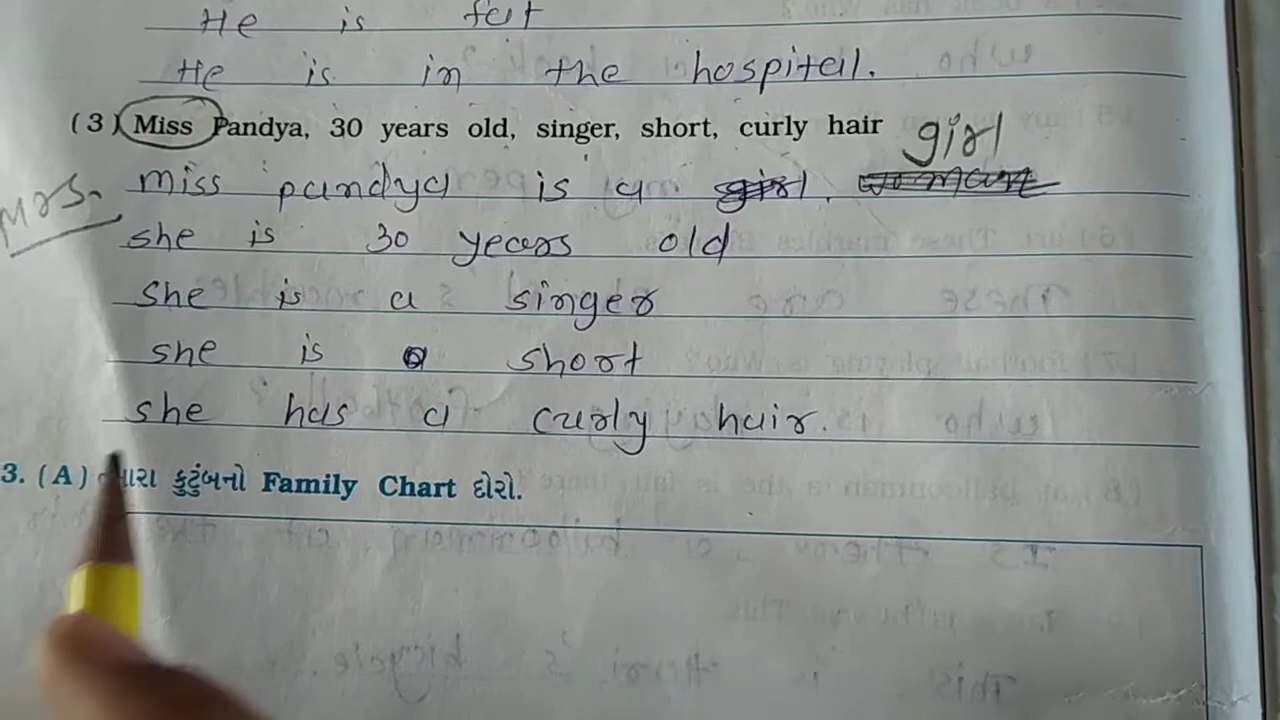 He is fat
He is in the hospital.
(3) Miss Pandya, 30 years old, singer, short, curly hair
girl
Mrs.
miss pandya is a
she is 30 years old
she is a singer
she is a short
she has a curly hair.
3. (A) કુટુંબનો Family Chart દોરો.